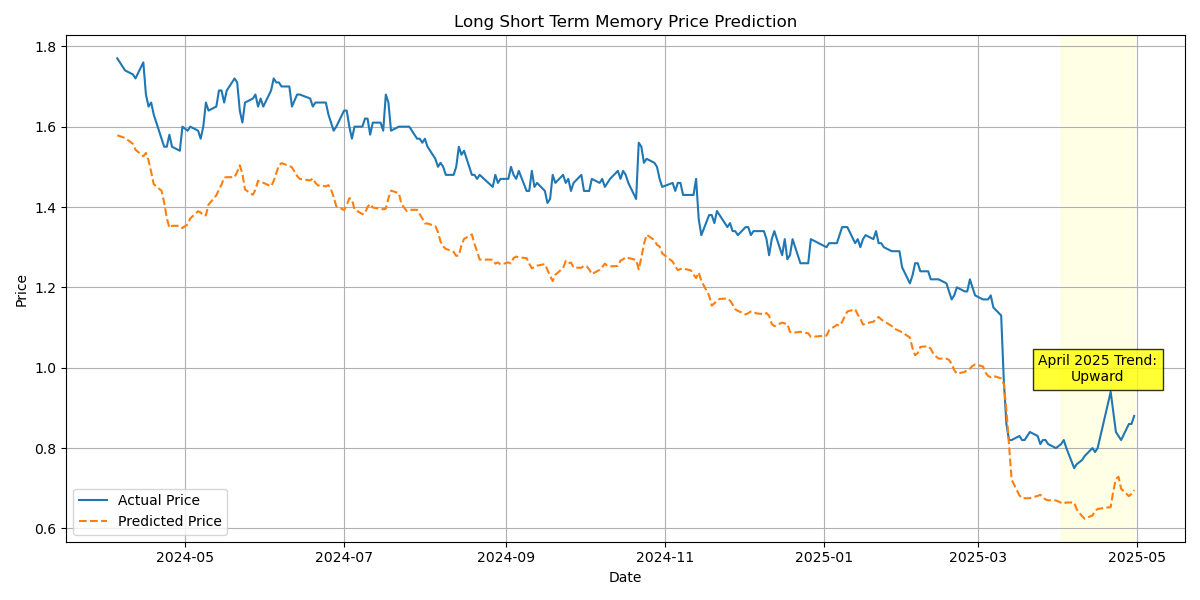 Long Short Term Memory Price Prediction
1.8
1.6
1.4
1.2
1.0
0.8
0.6
Price
April 2025 Trend:
Upward
Actual Price
Predicted Price
2024-05
2024-07
2024-09
2024-11
2025-01
2025-03
2025-05
Date